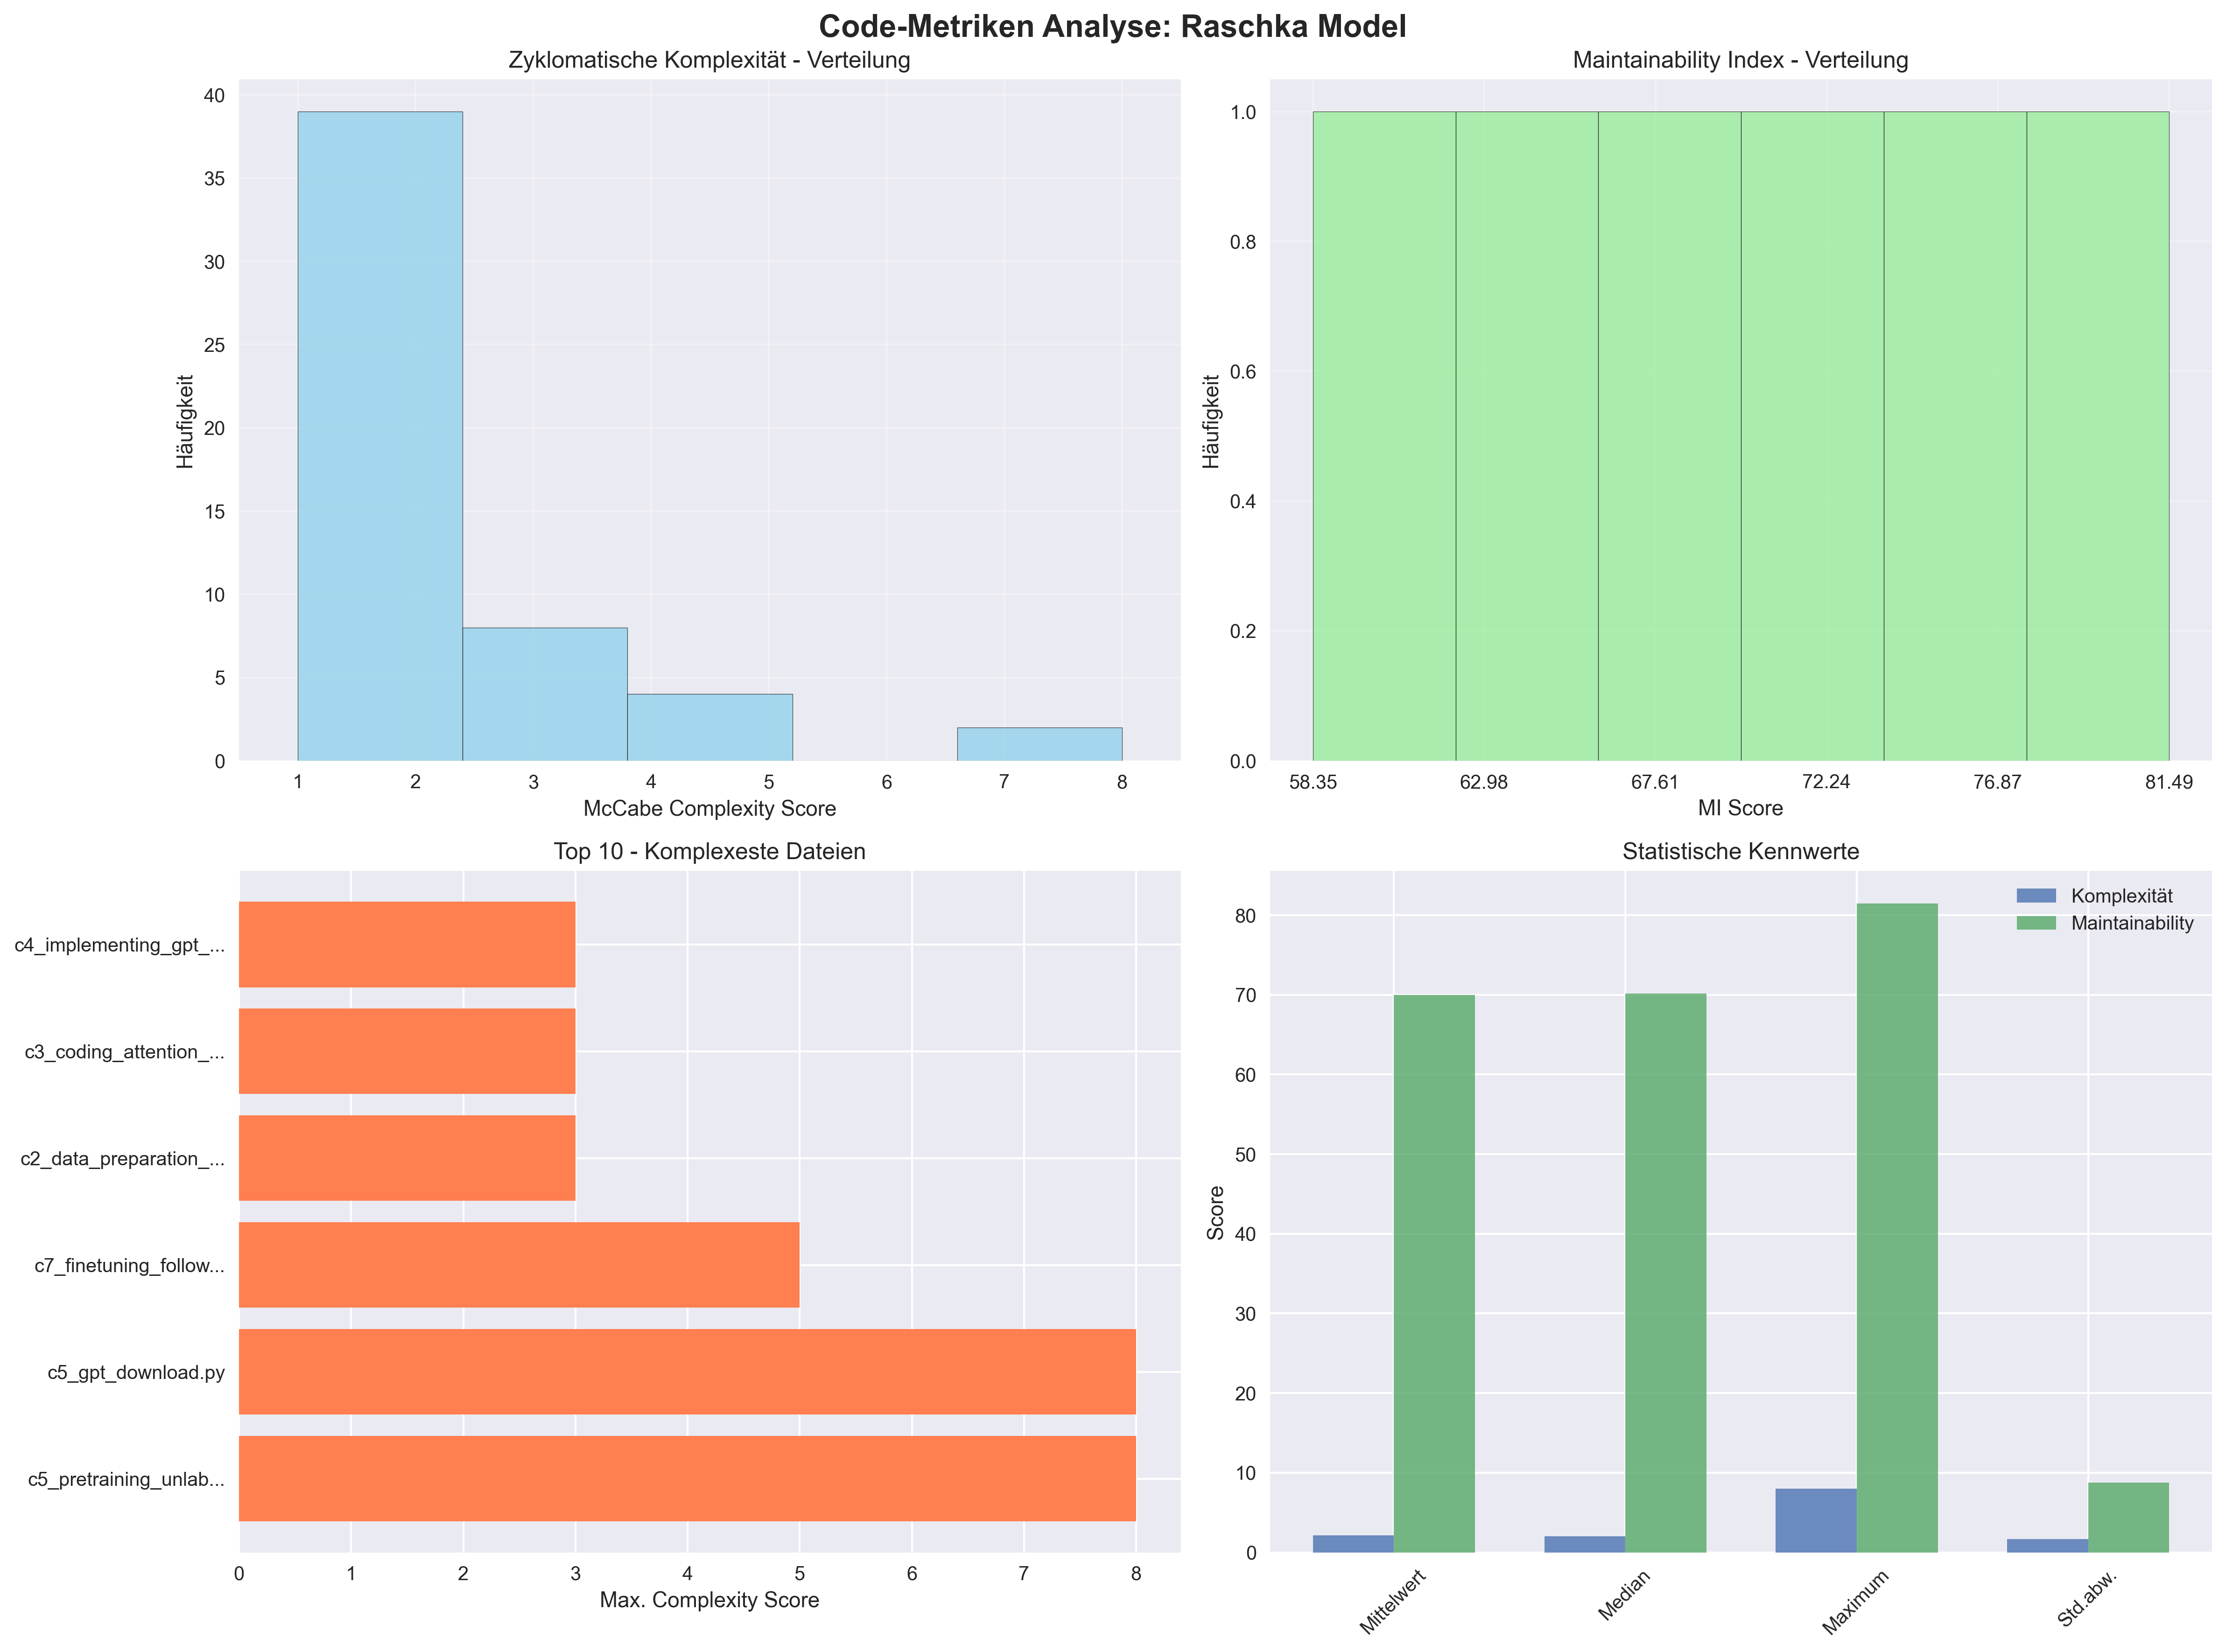 Code-Metriken Analyse: Raschka Model
Zyklomatische Komplexität - Verteilung
Häufigkeit
40
35
30
25
20
15
10
5
0
1 2 3 4 5 6 7 8
McCabe Complexity Score
Maintainability Index - Verteilung
Häufigkeit
1.0
0.8
0.6
0.4
0.2
0.0
58.35 62.98 67.61 72.24 76.87 81.49
MI Score
Top 10 - Komplexeste Dateien
c4_implementing_gpt_...
c3_coding_attention_...
c2_data_preparation_...
c7_finetuning_follow...
c5_gpt_download.py
c5_pretraining_unlab...
0 1 2 3 4 5 6 7 8
Max. Complexity Score
Statistische Kennwerte
Komplexität
Maintainability
Score
80
70
60
50
40
30
20
10
0
Mittelwert Median Maximum Std.abw.